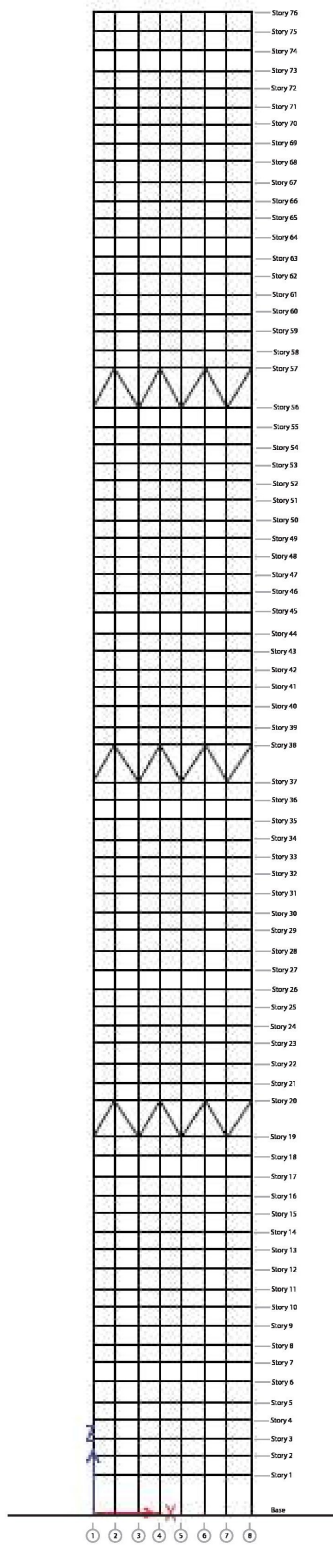 Story 76
Story 75
Story 74
Story 73
Story 72
Story 71
Story 70
Story 69
Story 68
Story 67
Story 66
Story 65
Story 64
Story 63
Story 62
Story 61
Story 60
Story 59
Story 58
Story 57
Story 56
Story 55
Story 54
Story 53
Story 52
Story 51
Story 50
Story 49
Story 48
Story 47
Story 46
Story 45
Story 44
Story 43
Story 42
Story 41
Story 40
Story 39
Story 38
Story 37
Story 36
Story 35
Story 34
Story 33
Story 32
Story 31
Story 30
Story 29
Story 28
Story 27
Story 26
Story 25
Story 24
Story 23
Story 22
Story 21
Story 20
Story 19
Story 18
Story 17
Story 16
Story 15
Story 14
Story 13
Story 12
Story 11
Story 10
Story 9
Story 8
Story 7
Story 6
Story 5
Story 4
Story 3
Z
Story 2
Story 1
X
Base
1 2 3 4 5 6 7 8